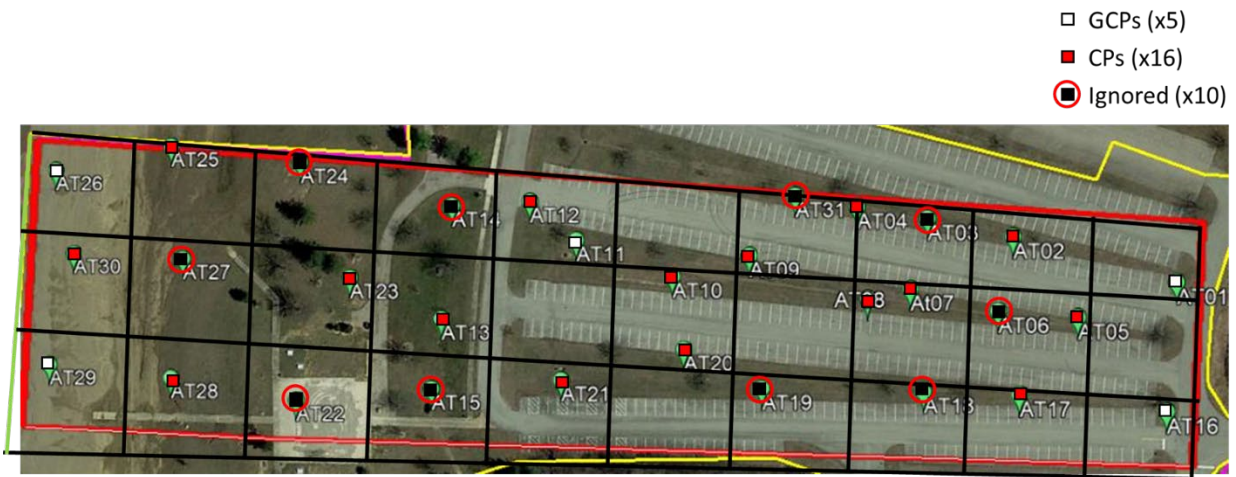 GCPs (x5)
CPs (x16)
Ignored (x10)
AT25
AT24
AT26
AT14
AT12
AT31
AT04
AT03
AT02
AT11
AT30
AT27
AT09
AT23
AT10
AT08
At07
AT01
AT13
AT06
AT05
AT20
AT29
AT28
AT22
AT15
AT21
AT19
AT18
AT17
AT16